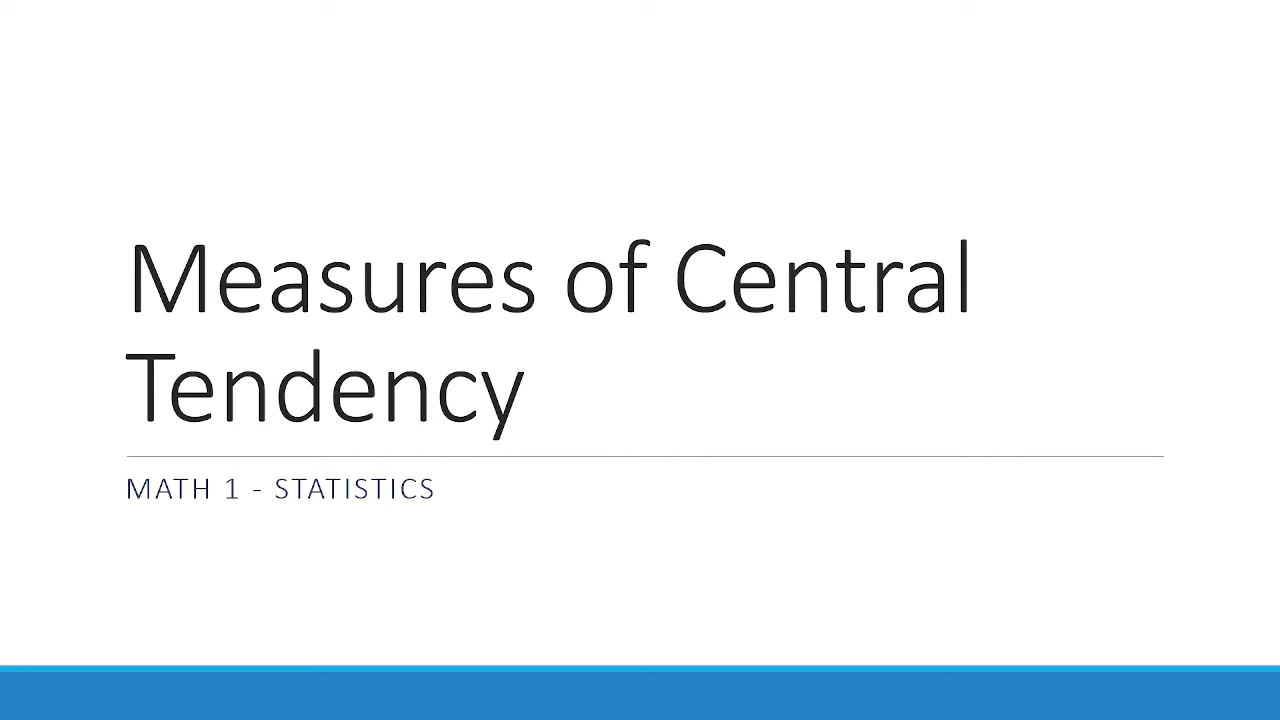 Measures of Central
Tendency
MATH 1 - STATISTICS